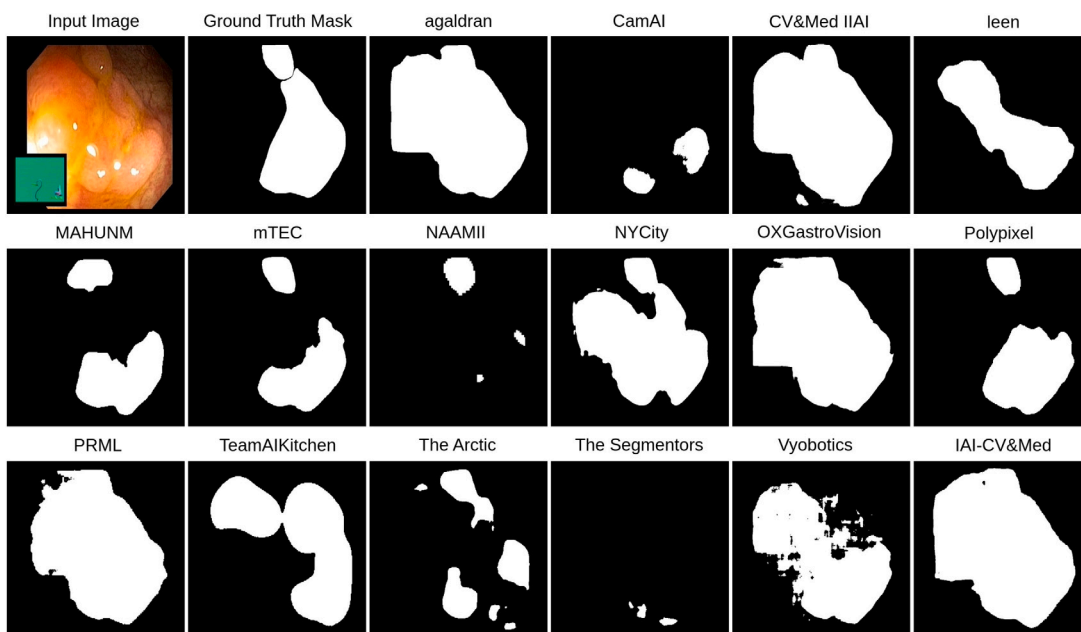 Input Image
Ground Truth Mask
agaldran
CamAI
CV&Med IIAI
leen
MAHUNM
mTEC
NAAMII
NYCity
OXGastroVision
Polypixel
PRML
TeamAIKitchen
The Arctic
The Segmentors
Vyobotics
IAI-CV&Med